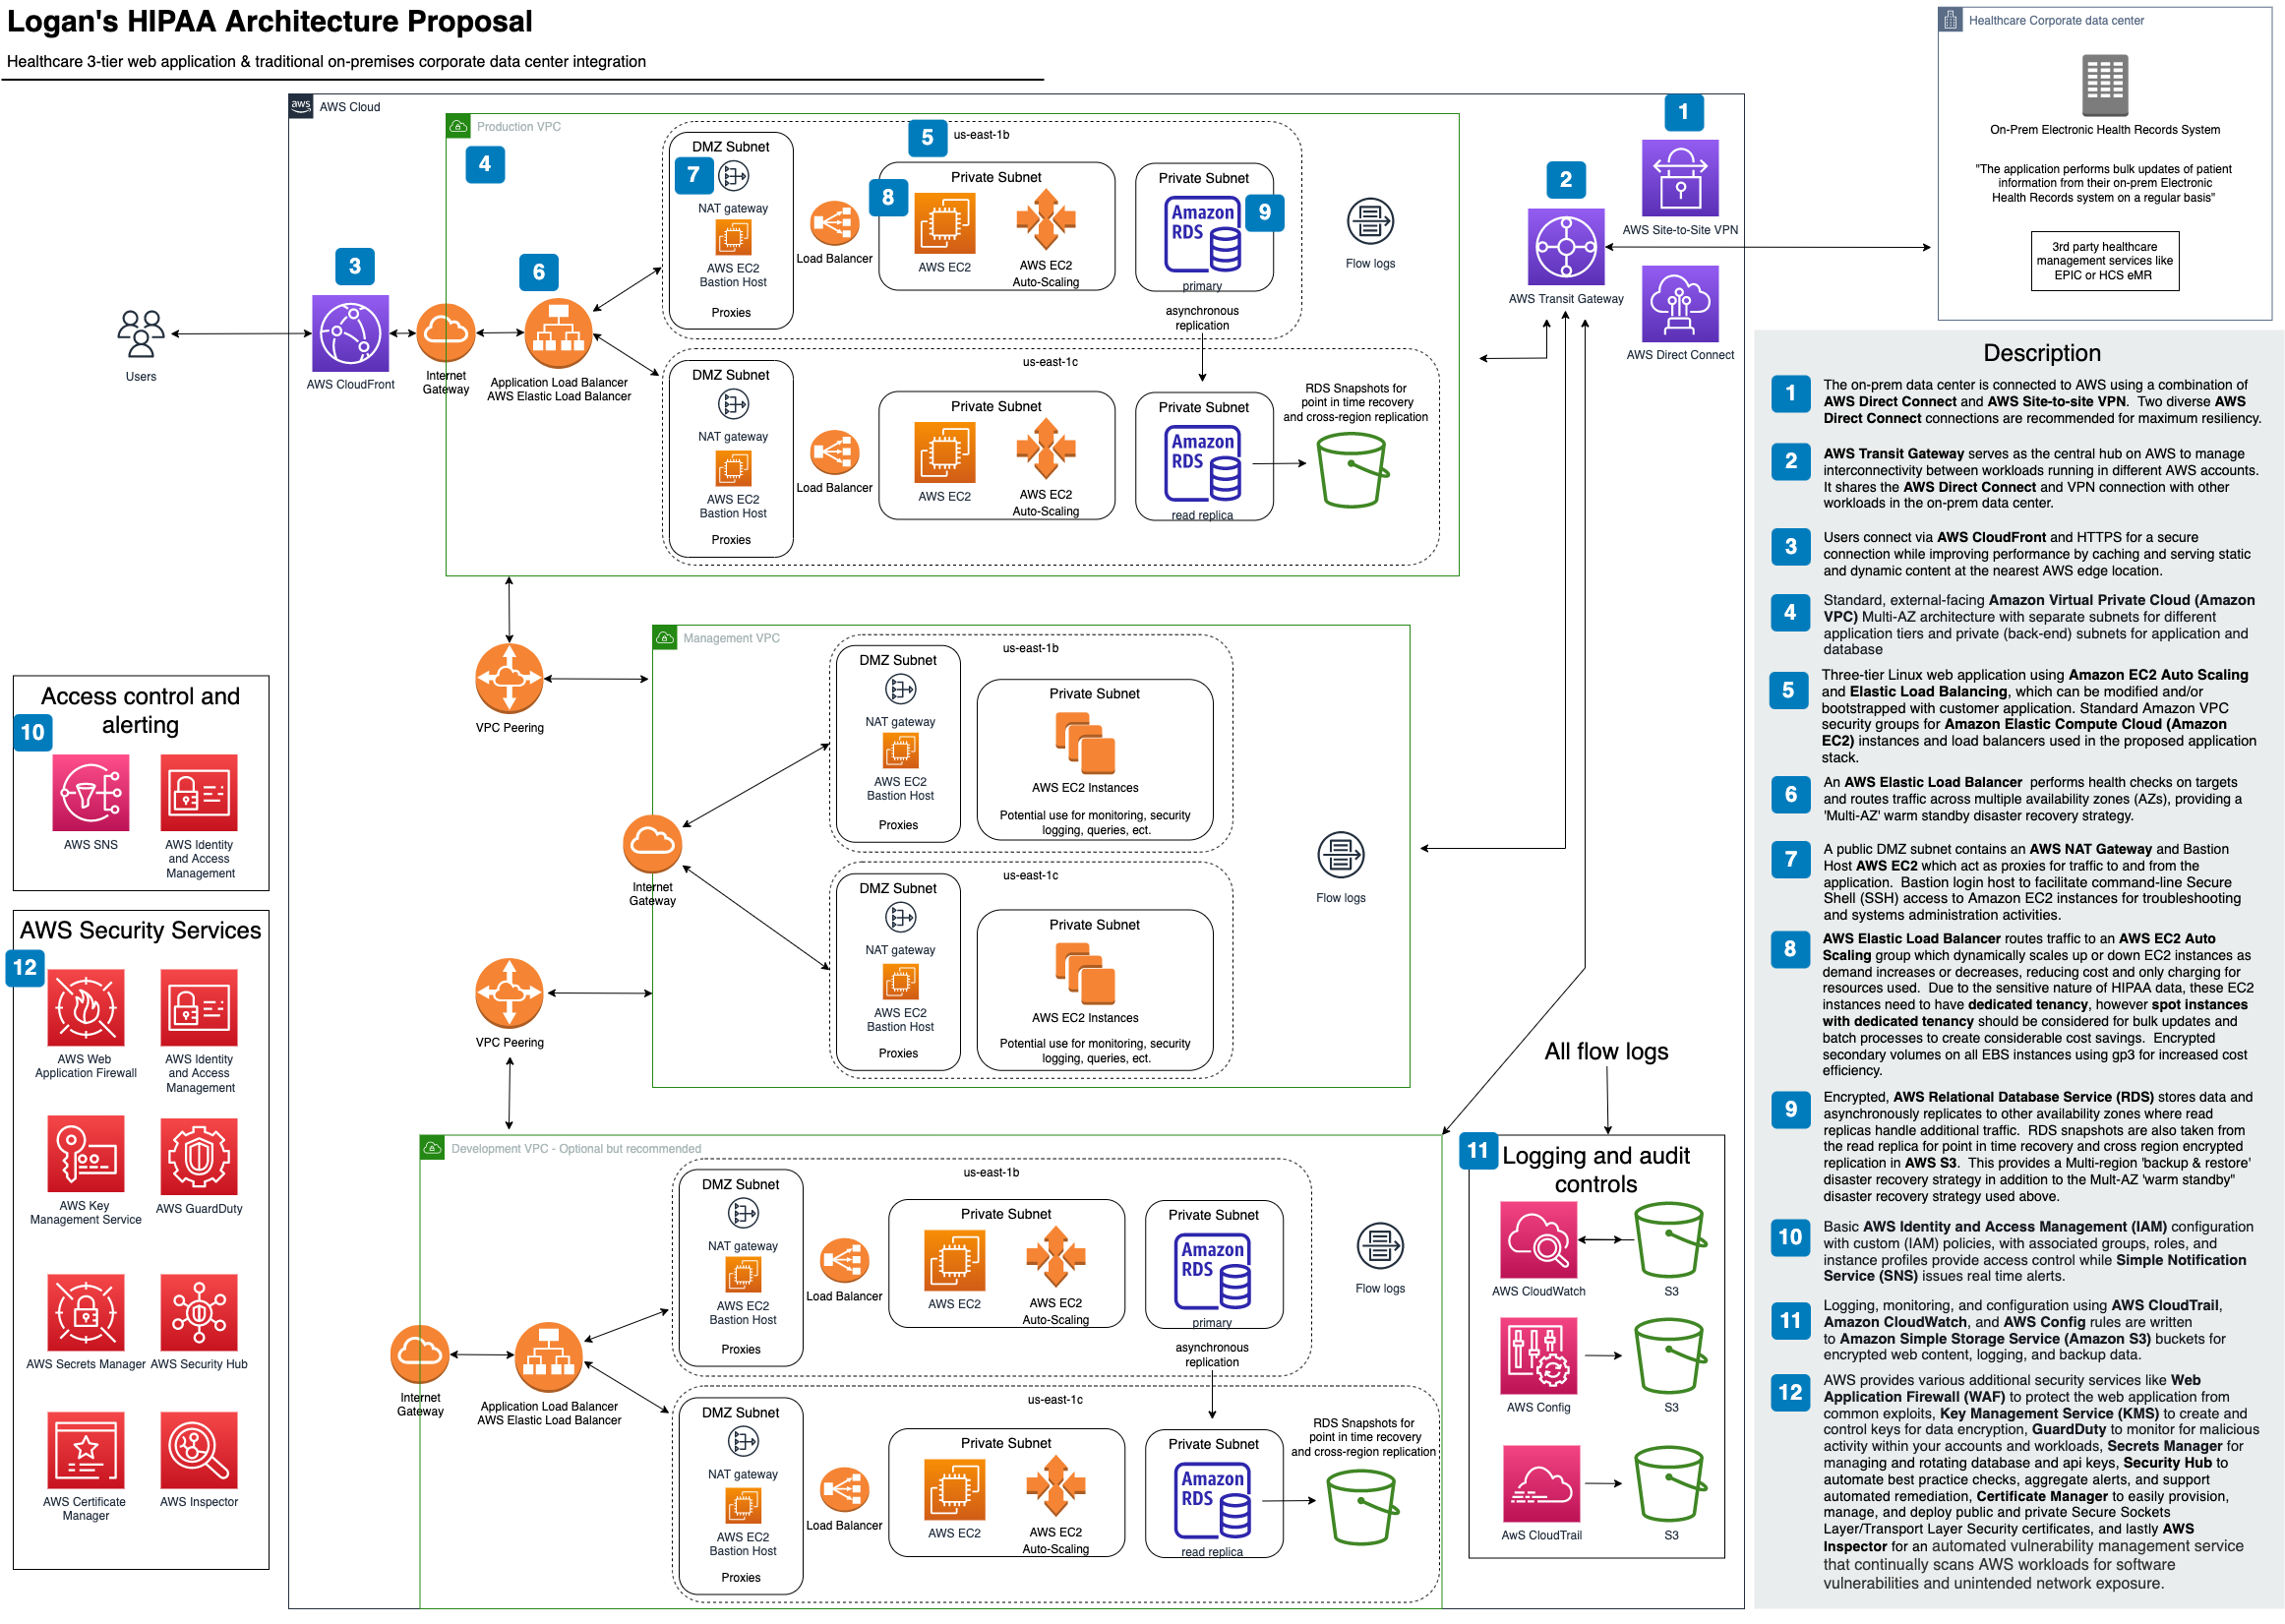 Logan's HIPAA Architecture Proposal
Healthcare 3-tier web application & traditional on-premises corporate data center integration
Healthcare Corporate data center
On-Prem Electronic Health Records System
"The application performs bulk updates of patient
information from their on-prem Electronic
Health Records system on a regular basis"
3rd party healthcare
management services like
EPIC or HCS eMR
aws
AWS Cloud
Production VPC
4
us-east-1b
5
DMZ Subnet
7
NAT gateway
AWS EC2
Bastion Host
Proxies
Load Balancer
8
Private Subnet
AWS EC2
AWS EC2
Auto-Scaling
Private Subnet
Amazon
RDS
9
primary
asynchronous
replication
Flow logs
1
2
AWS Site-to-Site VPN
AWS Transit Gateway
AWS Direct Connect
3
6
Users
AWS CloudFront
Internet
Gateway
Application Load Balancer
AWS Elastic Load Balancer
us-east-1c
DMZ Subnet
NAT gateway
AWS EC2
Bastion Host
Proxies
Load Balancer
Private Subnet
AWS EC2
AWS EC2
Auto-Scaling
Private Subnet
Amazon
RDS
read replica
RDS Snapshots for
point in time recovery
and cross-region replication
VPC Peering
Management VPC
us-east-1b
DMZ Subnet
NAT gateway
AWS EC2
Bastion Host
Proxies
Private Subnet
AWS EC2 Instances
Potential use for monitoring, security
logging, queries, ect.
Internet
Gateway
Flow logs
us-east-1c
DMZ Subnet
NAT gateway
AWS EC2
Bastion Host
Proxies
Private Subnet
AWS EC2 Instances
Potential use for monitoring, security
logging, queries, ect.
VPC Peering
Access control and
alerting
10
AWS SNS
AWS Identity
and Access
Management
AWS Security Services
12
AWS Web
Application Firewall
AWS Identity
and Access
Management
AWS Key
Management Service
AWS GuardDuty
AWS Secrets Manager
AWS Security Hub
AWS Certificate
Manager
AWS Inspector
Development VPC - Optional but recommended
us-east-1b
DMZ Subnet
NAT gateway
AWS EC2
Bastion Host
Proxies
Load Balancer
Private Subnet
AWS EC2
AWS EC2
Auto-Scaling
Private Subnet
Amazon
RDS
primary
asynchronous
replication
Flow logs
Internet
Gateway
Application Load Balancer
AWS Elastic Load Balancer
us-east-1c
DMZ Subnet
NAT gateway
AWS EC2
Bastion Host
Proxies
Load Balancer
Private Subnet
AWS EC2
AWS EC2
Auto-Scaling
Private Subnet
Amazon
RDS
read replica
RDS Snapshots for
point in time recovery
and cross-region replication
All flow logs
11
Logging and audit
controls
AWS CloudWatch
S3
AWS Config
S3
AwS CloudTrail
S3
Description
1
The on-prem data center is connected to AWS using a combination of
AWS Direct Connect and AWS Site-to-site VPN. Two diverse AWS
Direct Connect connections are recommended for maximum resiliency.
2
AWS Transit Gateway serves as the central hub on AWS to manage
interconnectivity between workloads running in different AWS accounts.
It shares the AWS Direct Connect and VPN connection with other
workloads in the on-prem data center.
3
Users connect via AWS CloudFront and HTTPS for a secure
connection while improving performance by caching and serving static
and dynamic content at the nearest AWS edge location.
4
Standard, external-facing Amazon Virtual Private Cloud (Amazon
VPC) Multi-AZ architecture with separate subnets for different
application tiers and private (back-end) subnets for application and
database
5
Three-tier Linux web application using Amazon EC2 Auto Scaling
and Elastic Load Balancing, which can be modified and/or
bootstrapped with customer application. Standard Amazon VPC
security groups for Amazon Elastic Compute Cloud (Amazon
EC2) instances and load balancers used in the proposed application
stack.
6
An AWS Elastic Load Balancer performs health checks on targets
and routes traffic across multiple availability zones (AZs), providing a
'Multi-AZ' warm standby disaster recovery strategy.
7
A public DMZ subnet contains an AWS NAT Gateway and Bastion
Host AWS EC2 which act as proxies for traffic to and from the
application. Bastion login host to facilitate command-line Secure
Shell (SSH) access to Amazon EC2 instances for troubleshooting
and systems administration activities.
8
AWS Elastic Load Balancer routes traffic to an AWS EC2 Auto
Scaling group which dynamically scales up or down EC2 instances as
demand increases or decreases, reducing cost and only charging for
resources used. Due to the sensitive nature of HIPAA data, these EC2
instances need to have dedicated tenancy, however spot instances
with dedicated tenancy should be considered for bulk updates and
batch processes to create considerable cost savings. Encrypted
secondary volumes on all EBS instances using gp3 for increased cost
efficiency.
9
Encrypted, AWS Relational Database Service (RDS) stores data and
asynchronously replicates to other availability zones where read
replicas handle additional traffic. RDS snapshots are also taken from
the read replica for point in time recovery and cross region encrypted
replication in AWS S3. This provides a Multi-region 'backup & restore'
disaster recovery strategy in addition to the Mult-AZ 'warm standby"
disaster recovery strategy used above.
10
Basic AWS Identity and Access Management (IAM) configuration
with custom (IAM) policies, with associated groups, roles, and
instance profiles provide access control while Simple Notification
Service (SNS) issues real time alerts.
11
Logging, monitoring, and configuration using AWS CloudTrail,
Amazon CloudWatch, and AWS Config rules are written
to Amazon Simple Storage Service (Amazon S3) buckets for
encrypted web content, logging, and backup data.
12
AWS provides various additional security services like Web
Application Firewall (WAF) to protect the web application from
common exploits, Key Management Service (KMS) to create and
control keys for data encryption, GuardDuty to monitor for malicious
activity within your accounts and workloads, Secrets Manager for
managing and rotating database and api keys, Security Hub to
automate best practice checks, aggregate alerts, and support
automated remediation, Certificate Manager to easily provision,
manage, and deploy public and private Secure Sockets
Layer/Transport Layer Security certificates, and lastly AWS
Inspector for an automated vulnerability management service
that continually scans AWS workloads for software
vulnerabilities and unintended network exposure.